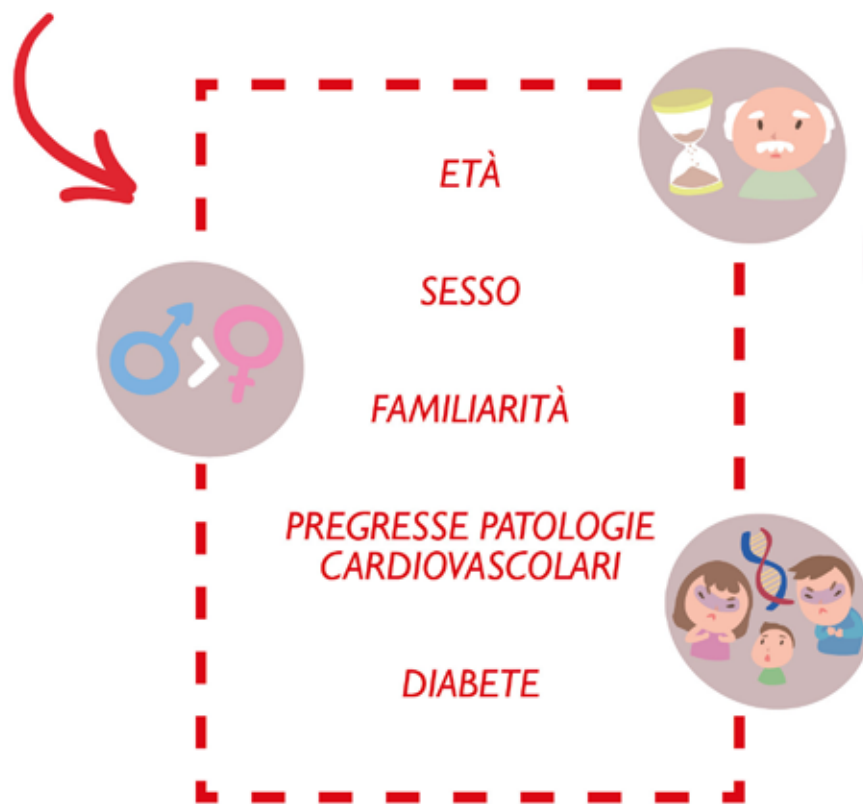 ETÀ
SESSO
FAMILIARITÀ
PREGRESSE PATOLOGIE
CARDIOVASCOLARI
DIABETE